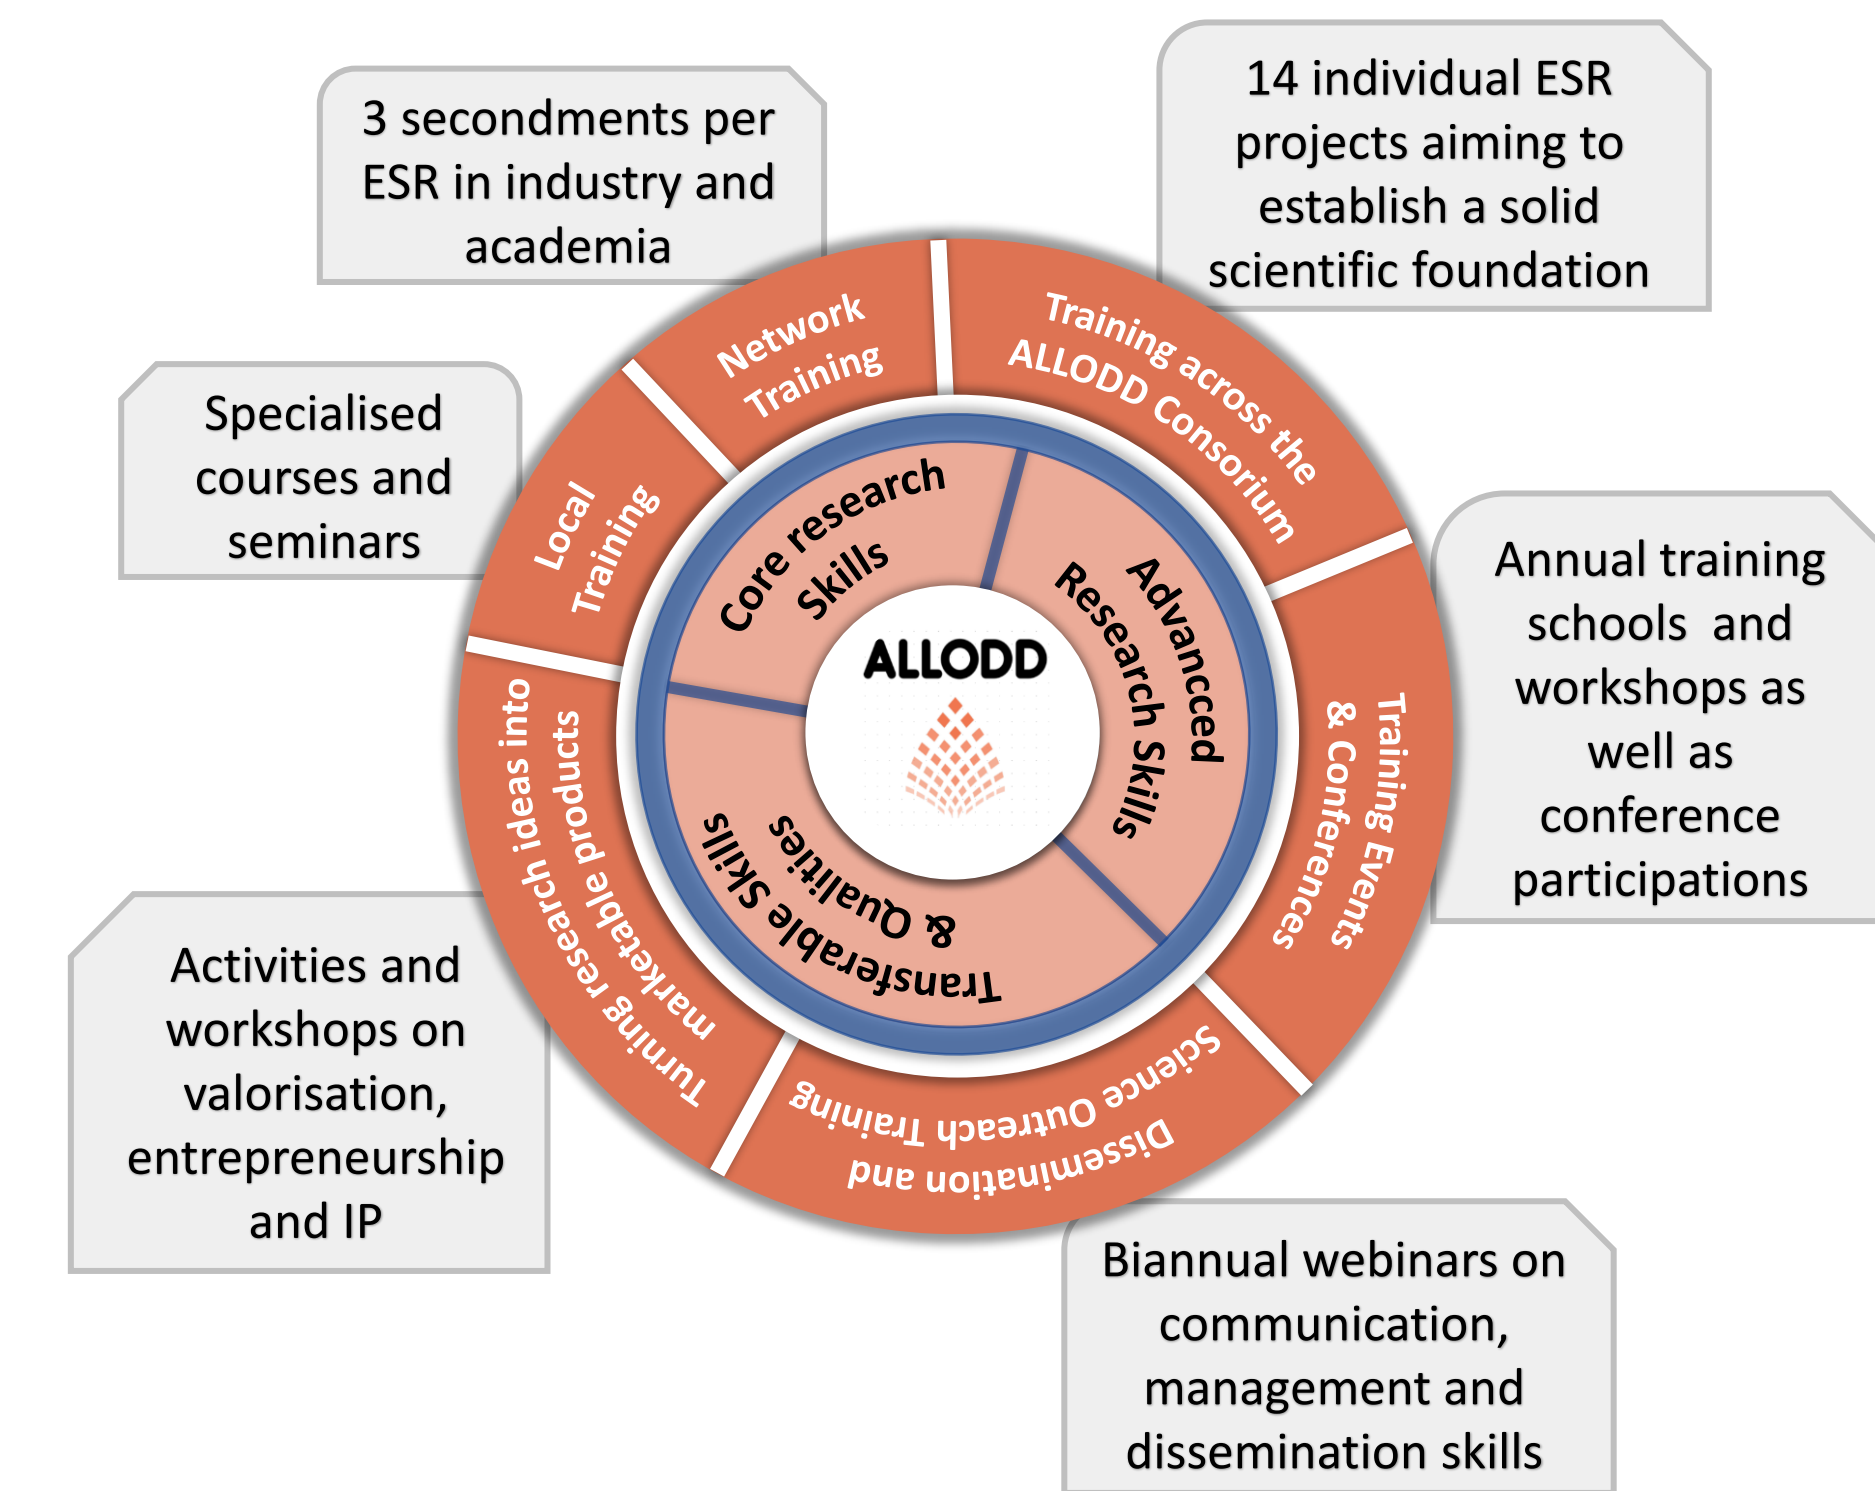 3 secondments per
ESR in industry and
academia
14 individual ESR
projects aiming to
establish a solid
scientific foundation
Specialised
courses and
seminars
Annual training
schools  and
workshops as
well as
conference
participations
Activities and
workshops on
valorisation,
entrepreneurship
and IP
Biannual webinars on
communication,
management and
dissemination skills
Network
Training
Training across the
ALLODD Consorium
Local
Training
Training Events
& Conferences
Turning research ideas into
marketable products
Dissemination and
Science Outreach Training
Core research
Skills
Advanced
Research Skills
Transferable Skills
& Qualities
ALLODD